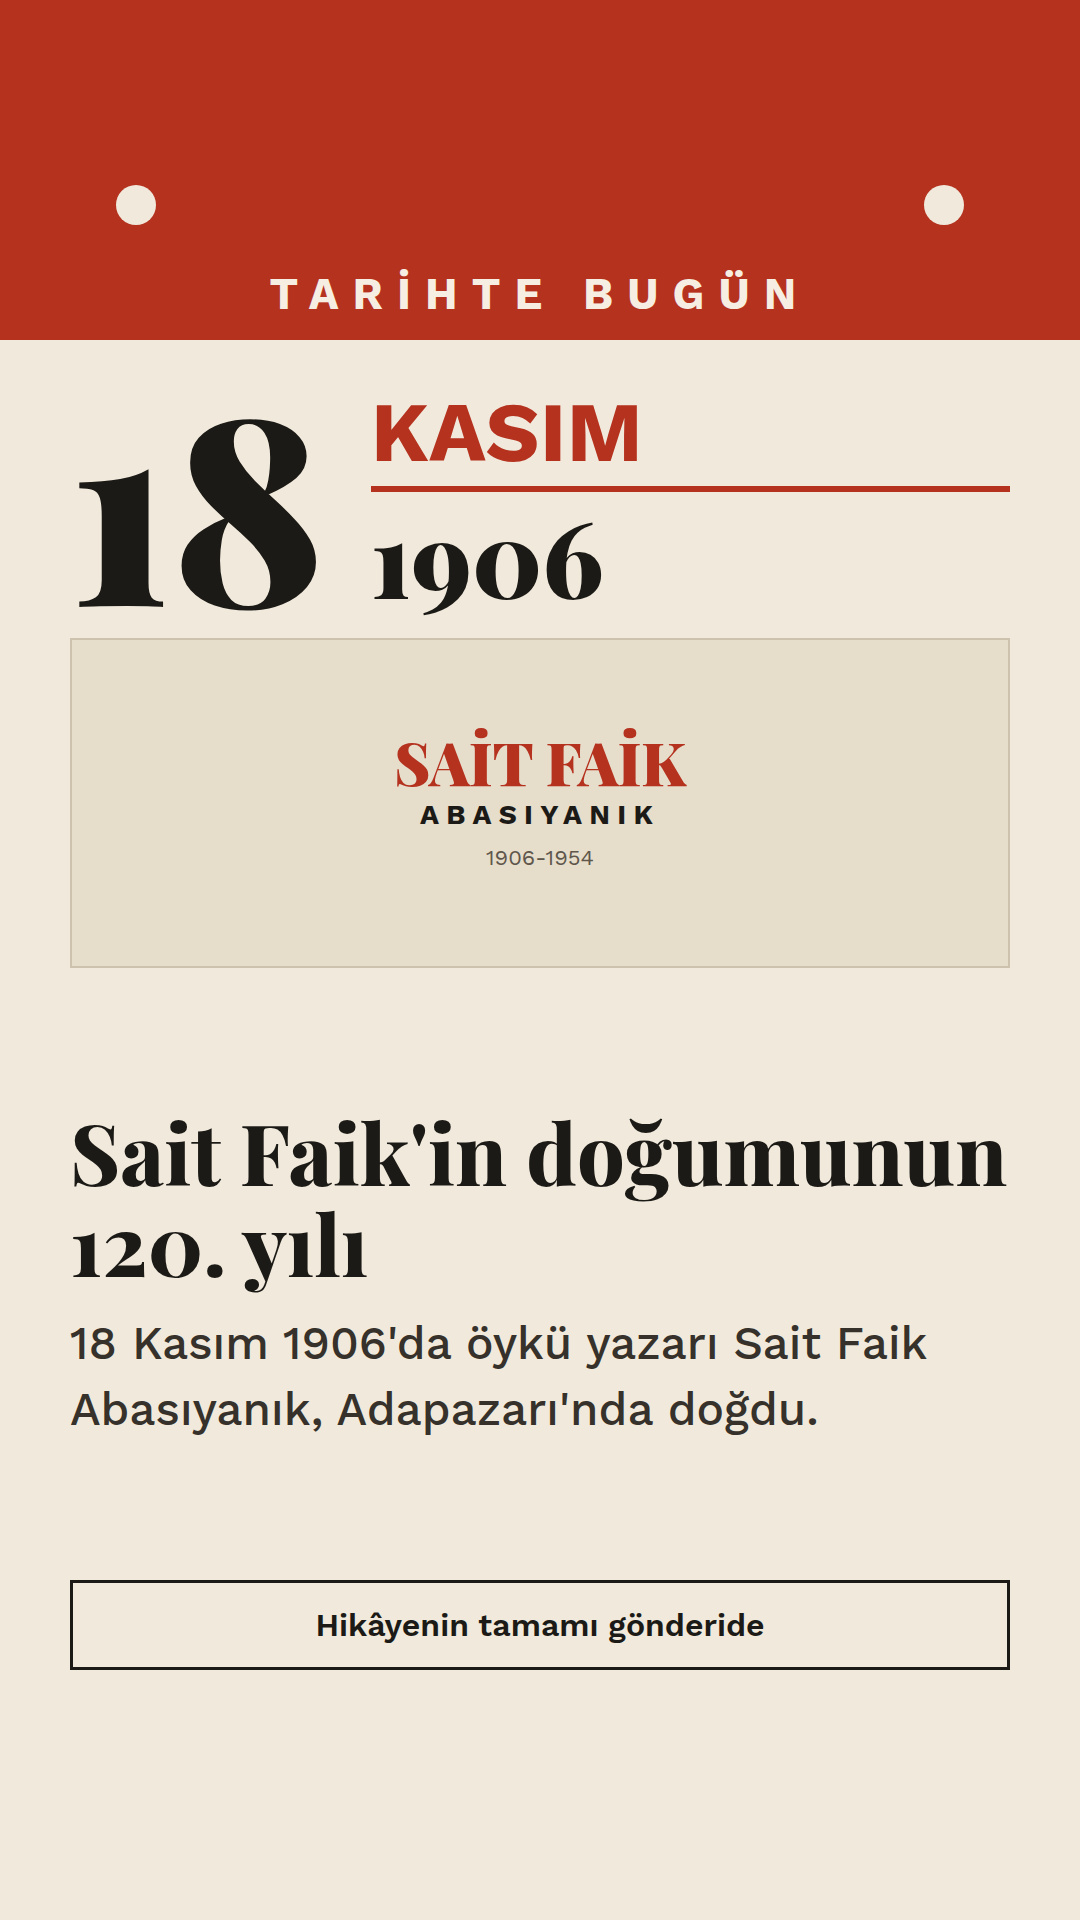 TARİHTE BUGÜN
18
KASIM
1906
SAİT FAİK
ABASIYANIK
1906-1954
Sait Faik'in doğumunun
120. yılı
18 Kasım 1906'da öykü yazarı Sait Faik
Abasıyanık, Adapazarı'nda doğdu.
Hikâyenin tamamı gönderide